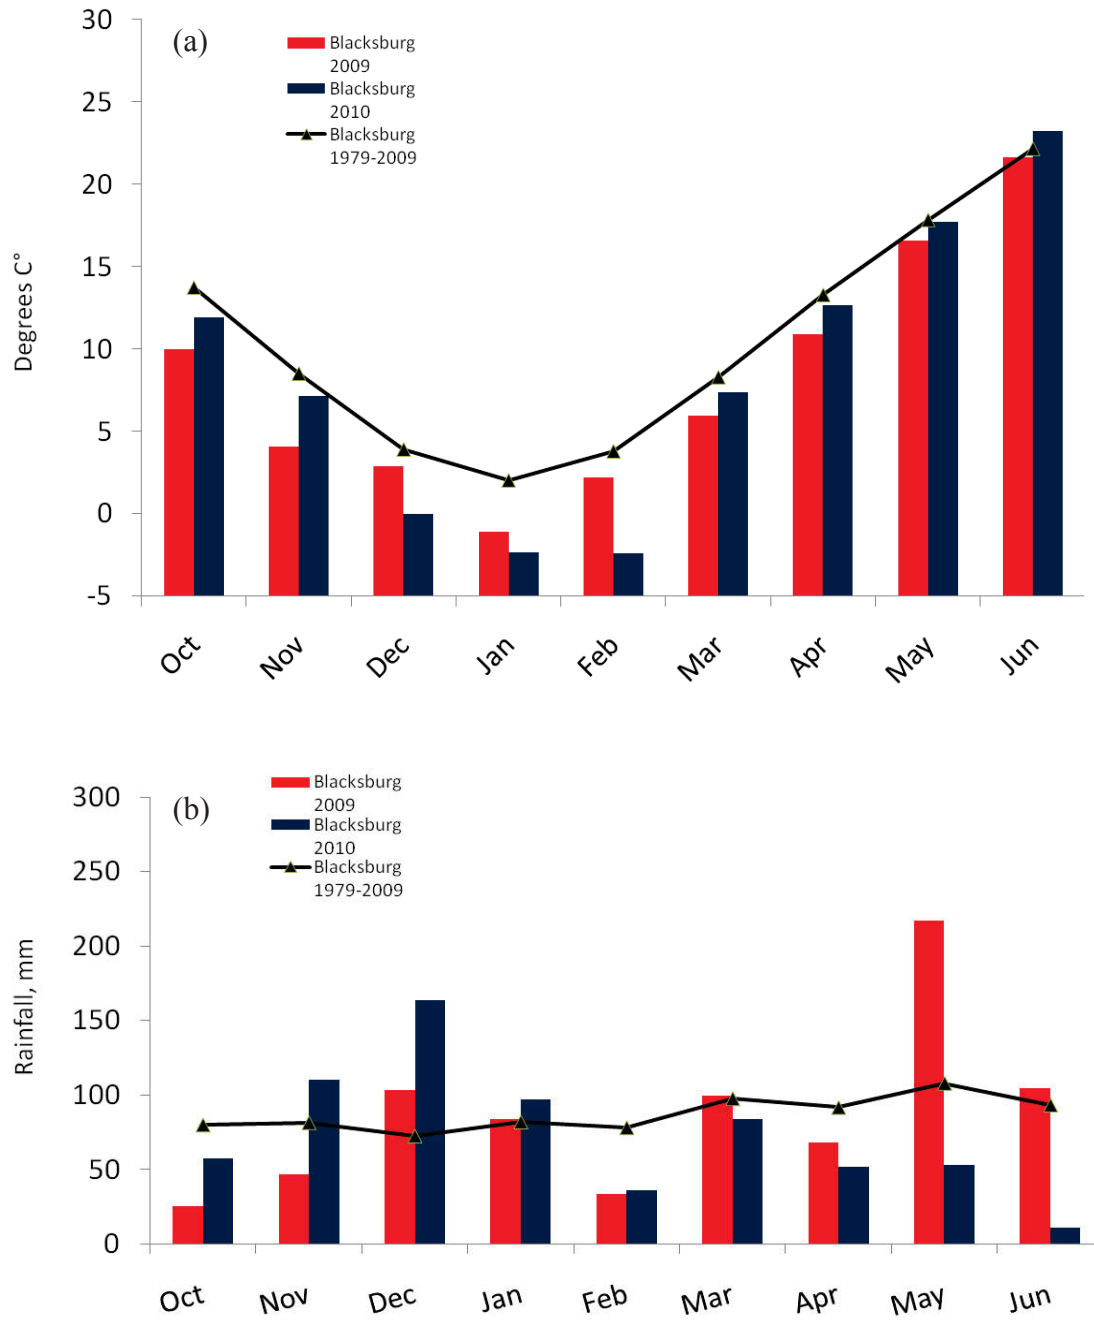 (a)
Blacksburg
2009
Blacksburg
2010
Blacksburg
1979-2009
Degrees C°
30
25
20
15
10
5
0
-5
Oct Nov Dec Jan Feb Mar Apr May Jun
(b)
Blacksburg
2009
Blacksburg
2010
Blacksburg
1979-2009
Rainfall, mm
300
250
200
150
100
50
0
Oct Nov Dec Jan Feb Mar Apr May Jun